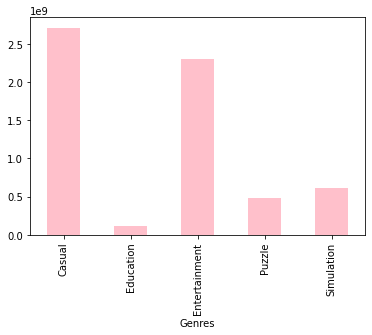 1e9
2.5
2.0
1.5
1.0
0.5
0.0
Casual
Education
Entertainment
Puzzle
Simulation
Genres